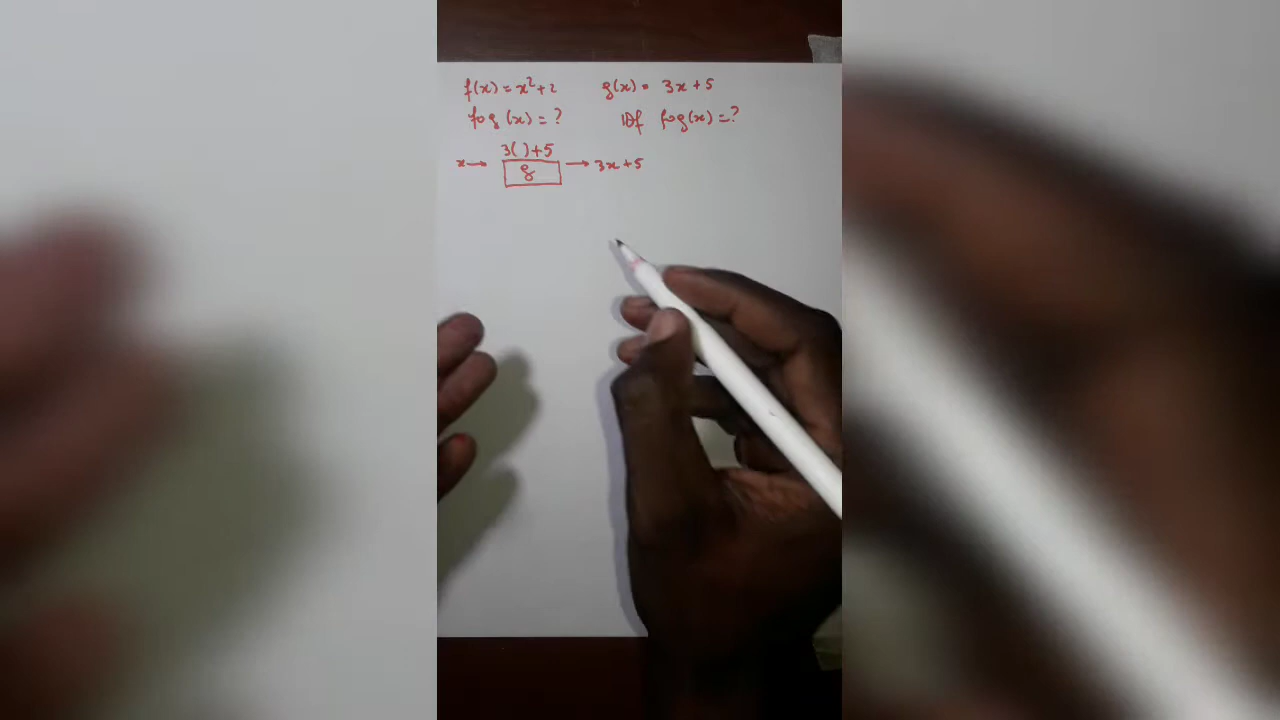 f(x) = x²+2 g(x) = 3x+5
fog(x) = ? Df fog(x) = ?
3( )+5
x → g → 3x+5